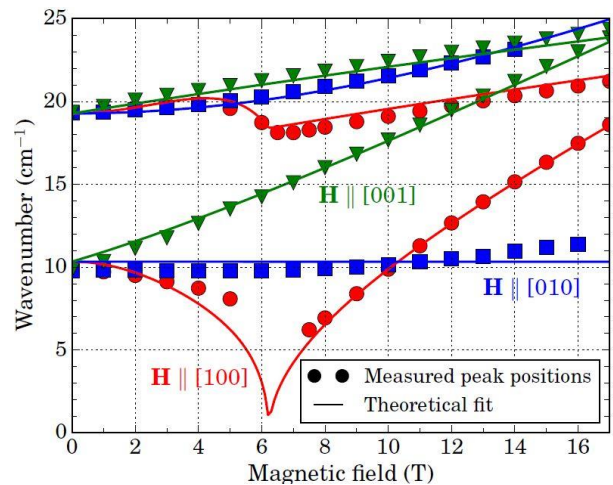 25
20
15
10
5
0
Wavenumber (cm⁻¹)
H || [001]
H || [010]
H || [100]
Measured peak positions
Theoretical fit
0 2 4 6 8 10 12 14 16
Magnetic field (T)